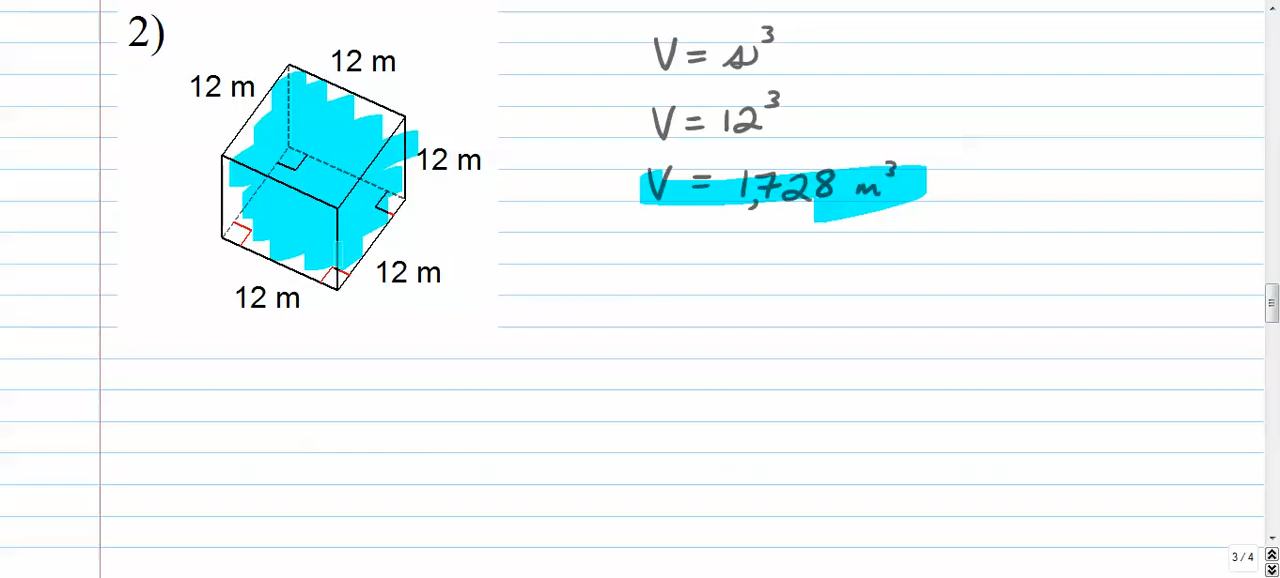 2)
12 m
12 m
12 m
12 m
12 m
V = s³
V = 12³
V = 1,728 m³
3 / 4